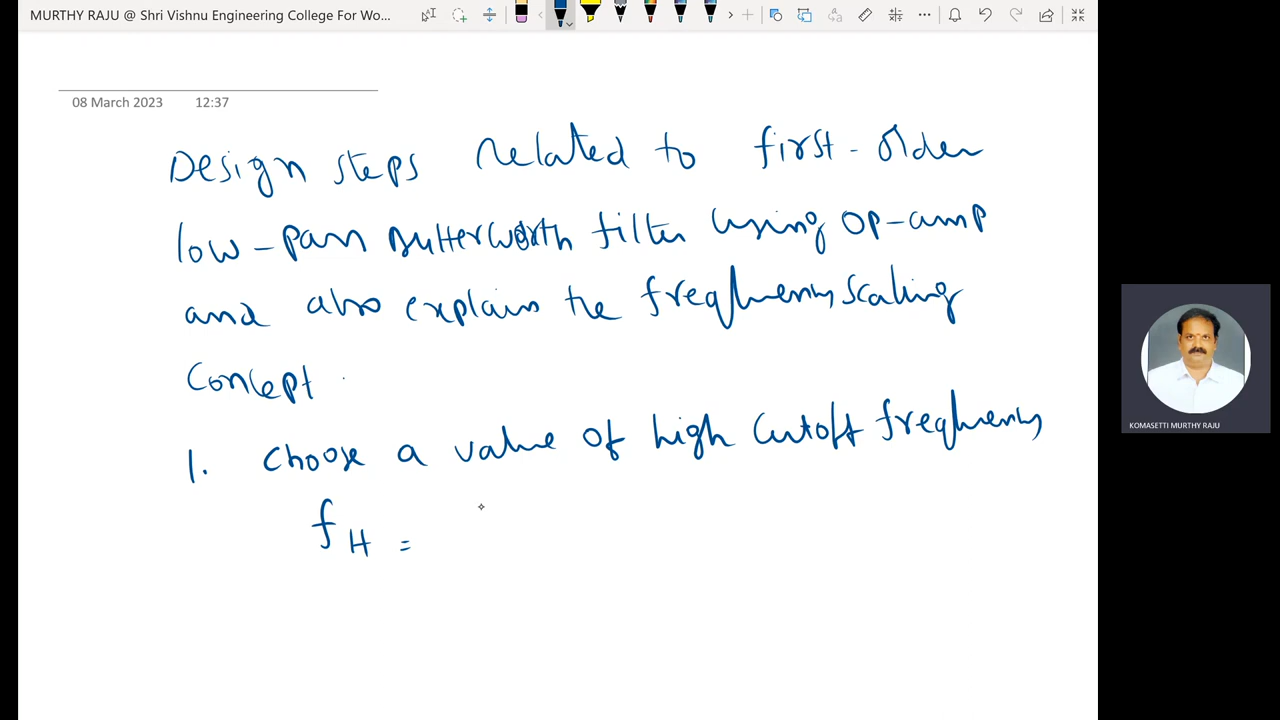 MURTHY RAJU @ Shri Vishnu Engineering College For Wo...
08 March 2023 12:37
Design steps related to first-order
low-pass Butterworth filter using op-amp
and also explain the frequency scaling
Concept.
1. Choose a value of high cutoff frequency
fH =
KOMASETTI MURTHY RAJU